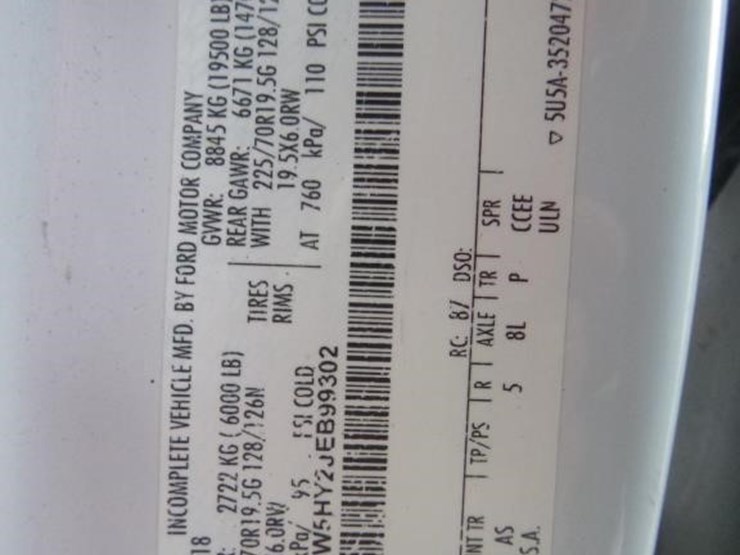 INCOMPLETE VEHICLE MFD. BY FORD MOTOR COMPANY
18 GVWR: 8845 KG (19500 LB)
2722 KG ( 6000 LB) REAR GAWR: 6671 KG (147
70R19.5G 128/126N TIRES WITH 225/70R19.5G 128/12
6.0RW RIMS 19.5X6.0RW
kPa/ 95 PSI COLD AT 760 kPa/ 110 PSI CO
W5HY2JEB99302
RC: 87 DSO:
NT TR TP/PS R AXLE TR SPR
AS 5 8L P CCEE
S.A. ULN
▽ 5U5A-352047